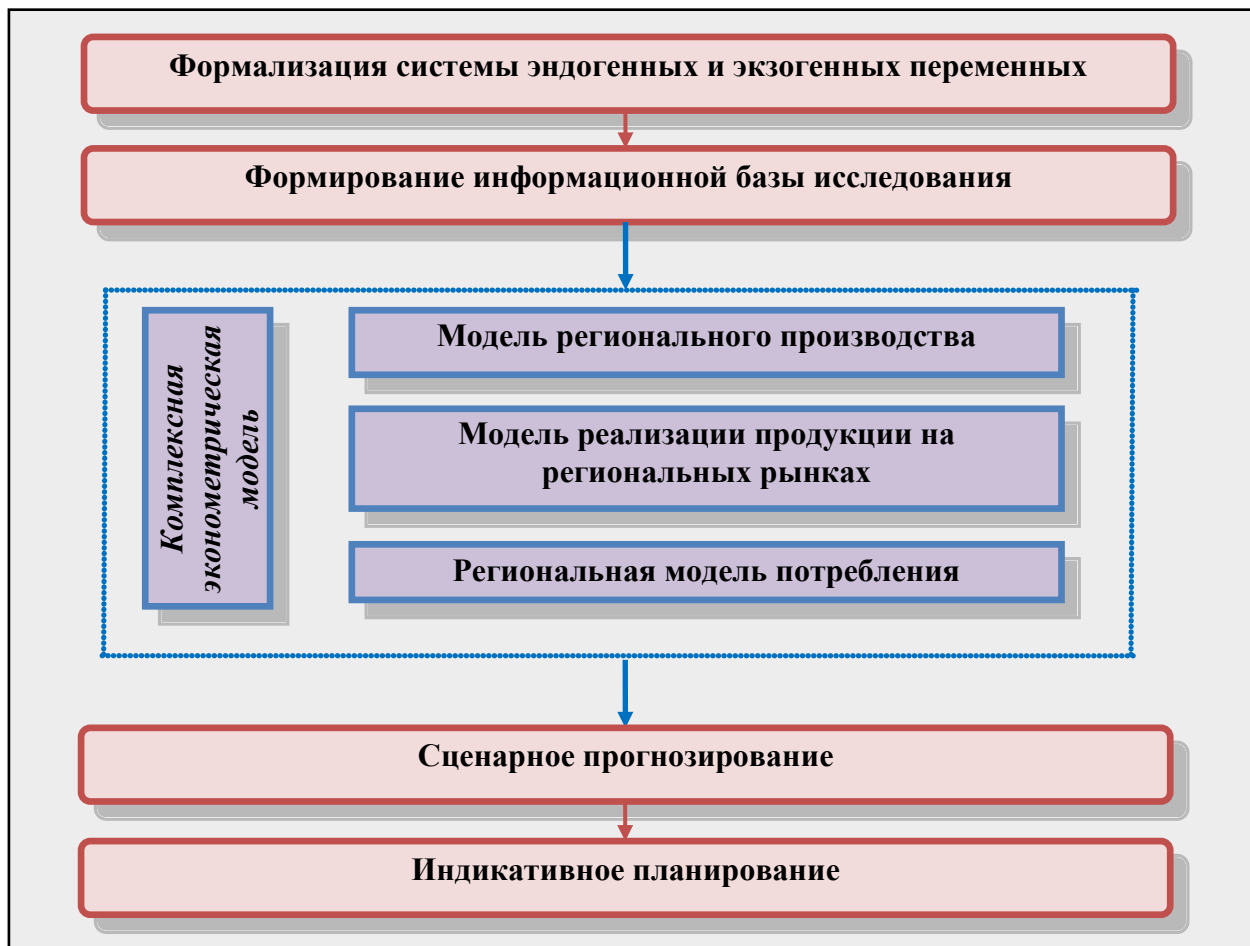 Формализация системы эндогенных и экзогенных переменных
Формирование информационной базы исследования
Комплексная
эконометрическая
модель
Модель регионального производства
Модель реализации продукции на
региональных рынках
Региональная модель потребления
Сценарное прогнозирование
Индикативное планирование